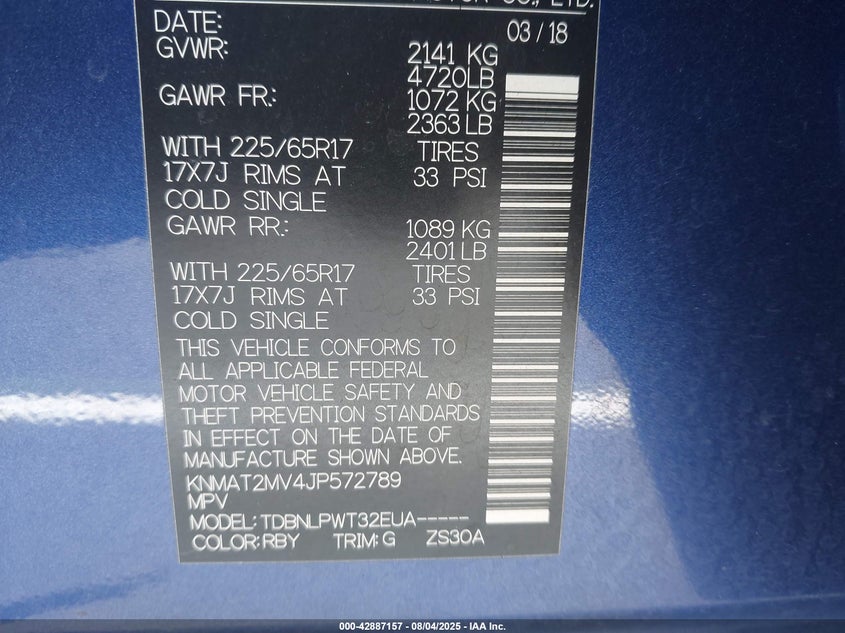 CO., LTD.
DATE: 03/18
GVWR: 2141 KG
4720LB
GAWR FR: 1072 KG
2363 LB
WITH 225/65R17 TIRES
17X7J RIMS AT 33 PSI
COLD SINGLE
GAWR RR: 1089 KG
2401 LB
WITH 225/65R17 TIRES
17X7J RIMS AT 33 PSI
COLD SINGLE
THIS VEHICLE CONFORMS TO
ALL APPLICABLE FEDERAL
MOTOR VEHICLE SAFETY AND
THEFT PREVENTION STANDARDS
IN EFFECT ON THE DATE OF
MANUFACTURE SHOWN ABOVE.
KNMAT2MV4JP572789
MPV
MODEL: TDBNLPWT32EUA-----
COLOR: RBY TRIM: G ZS30A
000-42887157 - 08/04/2025 - IAA Inc.